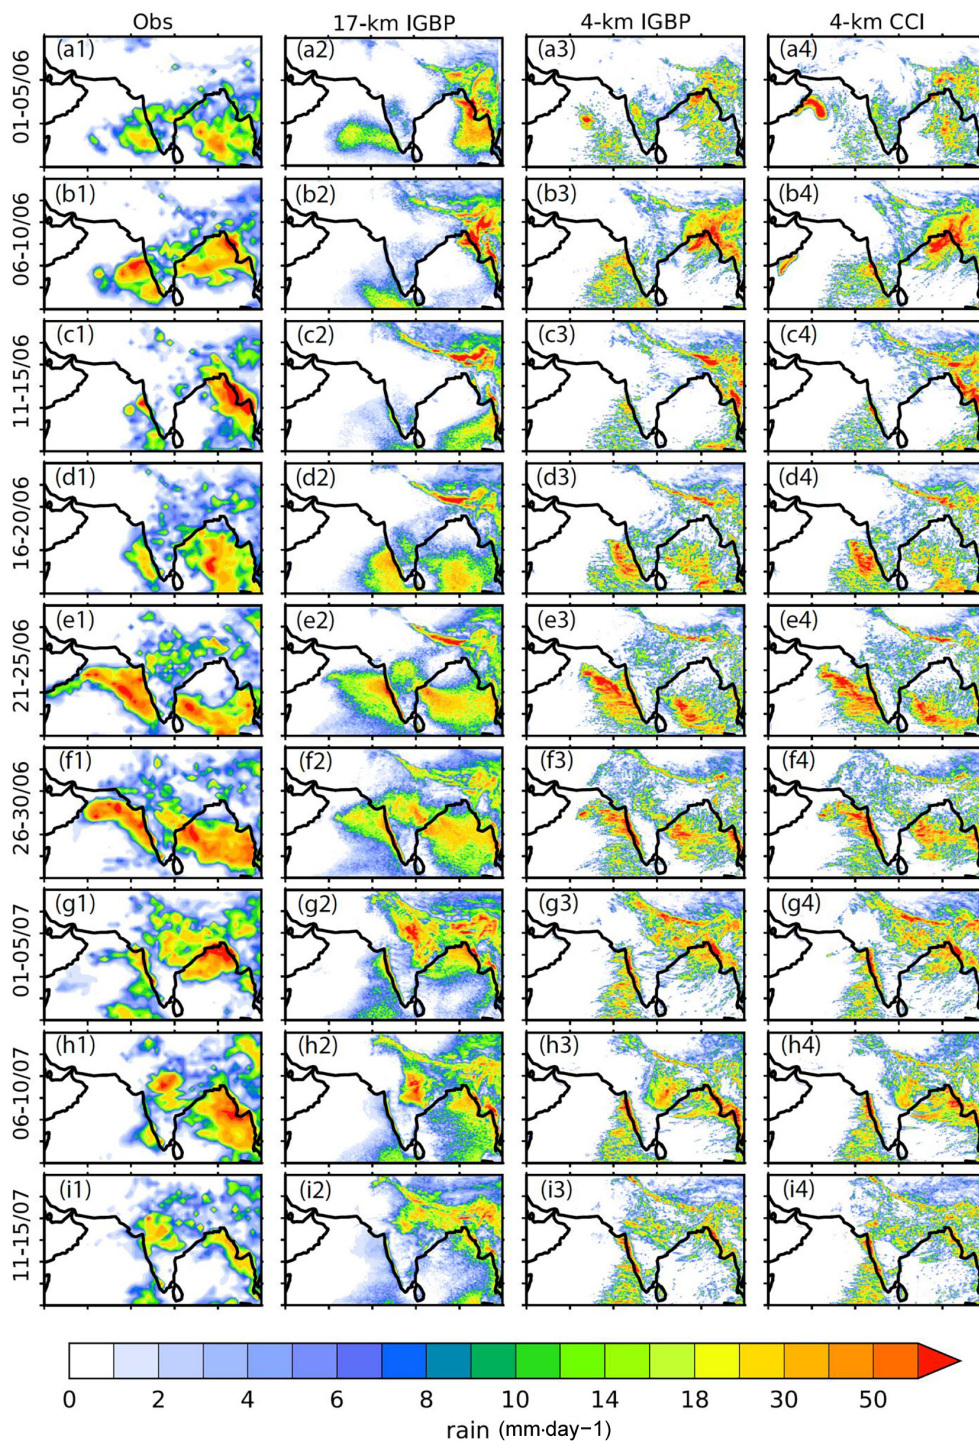 Obs 17-km IGBP 4-km IGBP 4-km CCI
01-05/06 (a1) (a2) (a3) (a4)
06-10/06 (b1) (b2) (b3) (b4)
11-15/06 (c1) (c2) (c3) (c4)
16-20/06 (d1) (d2) (d3) (d4)
21-25/06 (e1) (e2) (e3) (e4)
26-30/06 (f1) (f2) (f3) (f4)
01-05/07 (g1) (g2) (g3) (g4)
06-10/07 (h1) (h2) (h3) (h4)
11-15/07 (i1) (i2) (i3) (i4)
0 2 4 6 8 10 14 18 30 50
rain (mm·day−1)